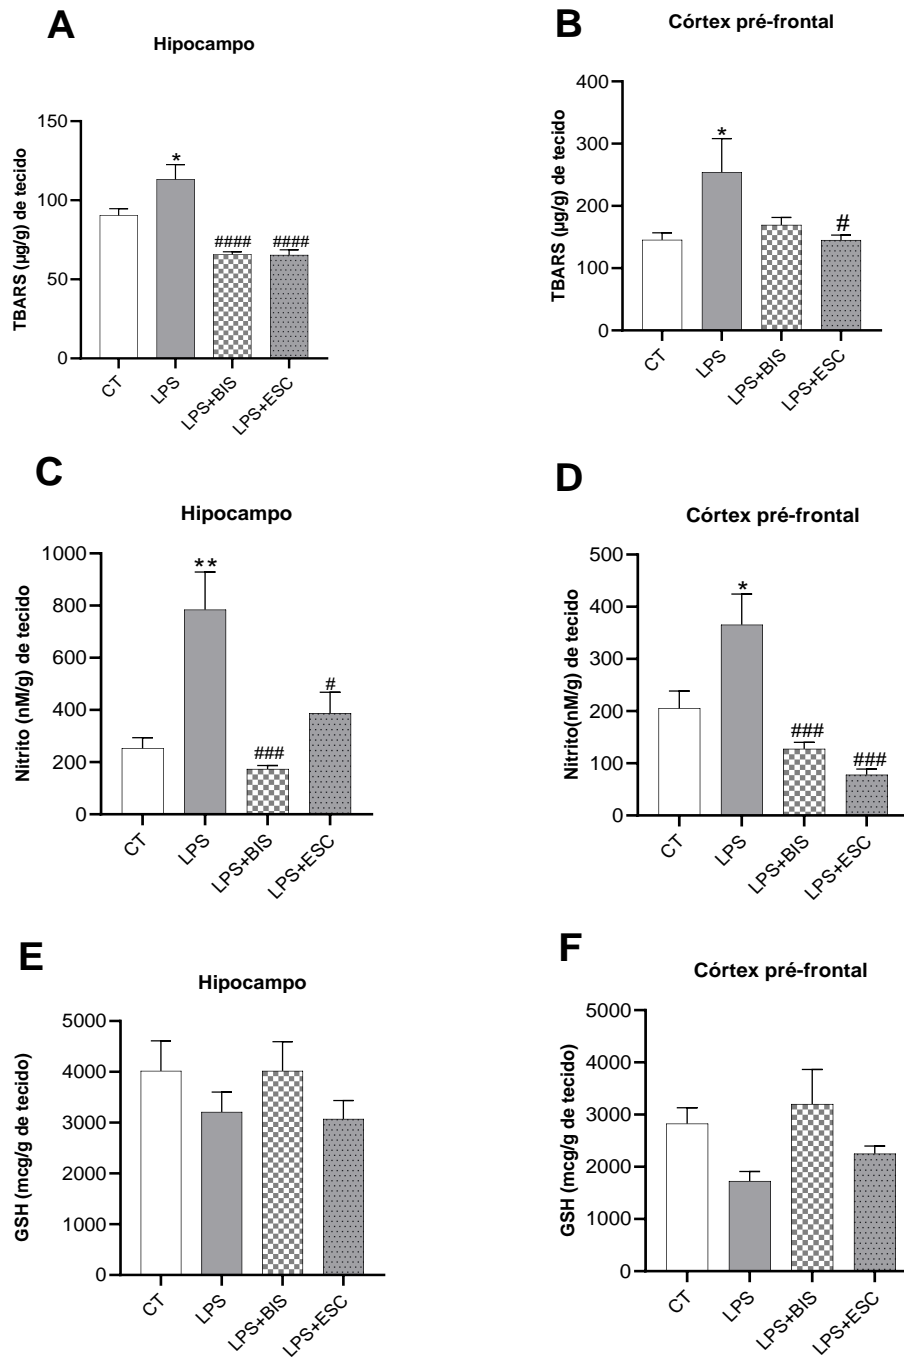 A
Hipocampo
TBARS (µg/g) de tecido
150
100
50
0
*
####
####
CT
LPS
LPS+BIS
LPS+ESC
B
Córtex pré-frontal
TBARS (µg/g) de tecido
400
300
200
100
0
*
#
CT
LPS
LPS+BIS
LPS+ESC
C
Hipocampo
Nitrito (nM/g) de tecido
1000
800
600
400
200
0
**
###
#
CT
LPS
LPS+BIS
LPS+ESC
D
Córtex pré-frontal
Nitrito(nM/g) de tecido
500
400
300
200
100
0
*
###
###
CT
LPS
LPS+BIS
LPS+ESC
E
Hipocampo
GSH (mcg/g de tecido)
5000
4000
3000
2000
1000
0
CT
LPS
LPS+BIS
LPS+ESC
F
Córtex pré-frontal
GSH (mcg/g de tecido)
5000
4000
3000
2000
1000
0
CT
LPS
LPS+BIS
LPS+ESC